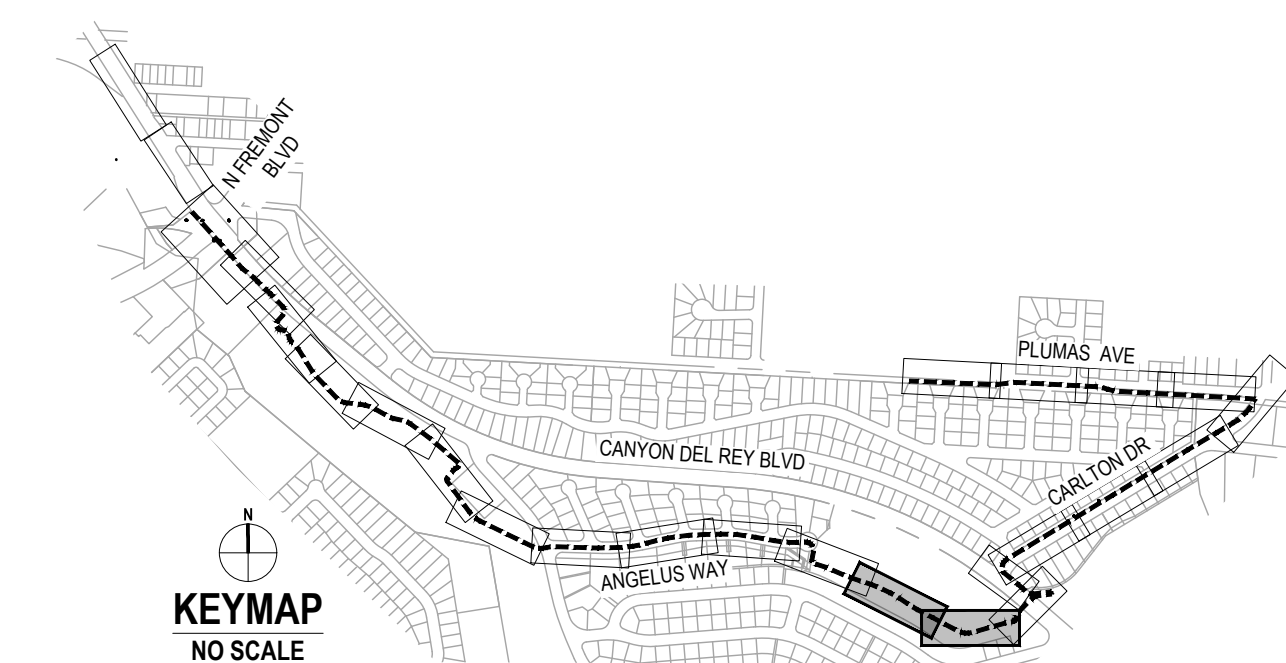 N FREMONT
BLVD
PLUMAS AVE
CANYON DEL REY BLVD
CARLTON DR
ANGELUS WAY
N
KEYMAP
NO SCALE